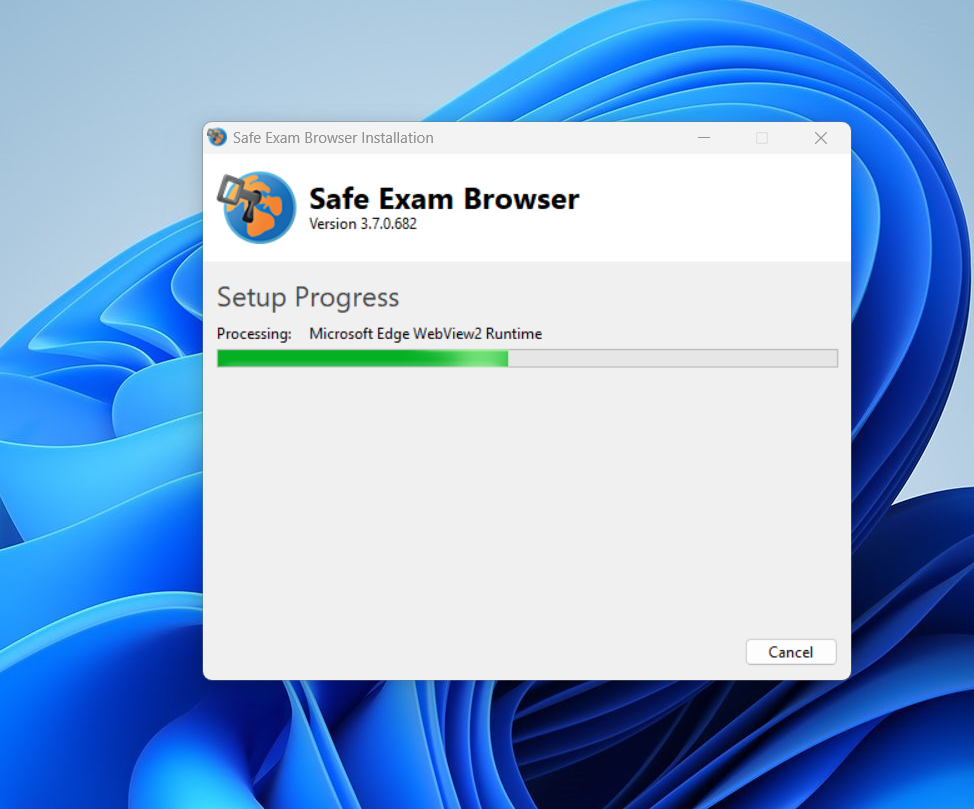 Safe Exam Browser Installation
Safe Exam Browser
Version 3.7.0.682
Setup Progress
Processing: Microsoft Edge WebView2 Runtime
Cancel